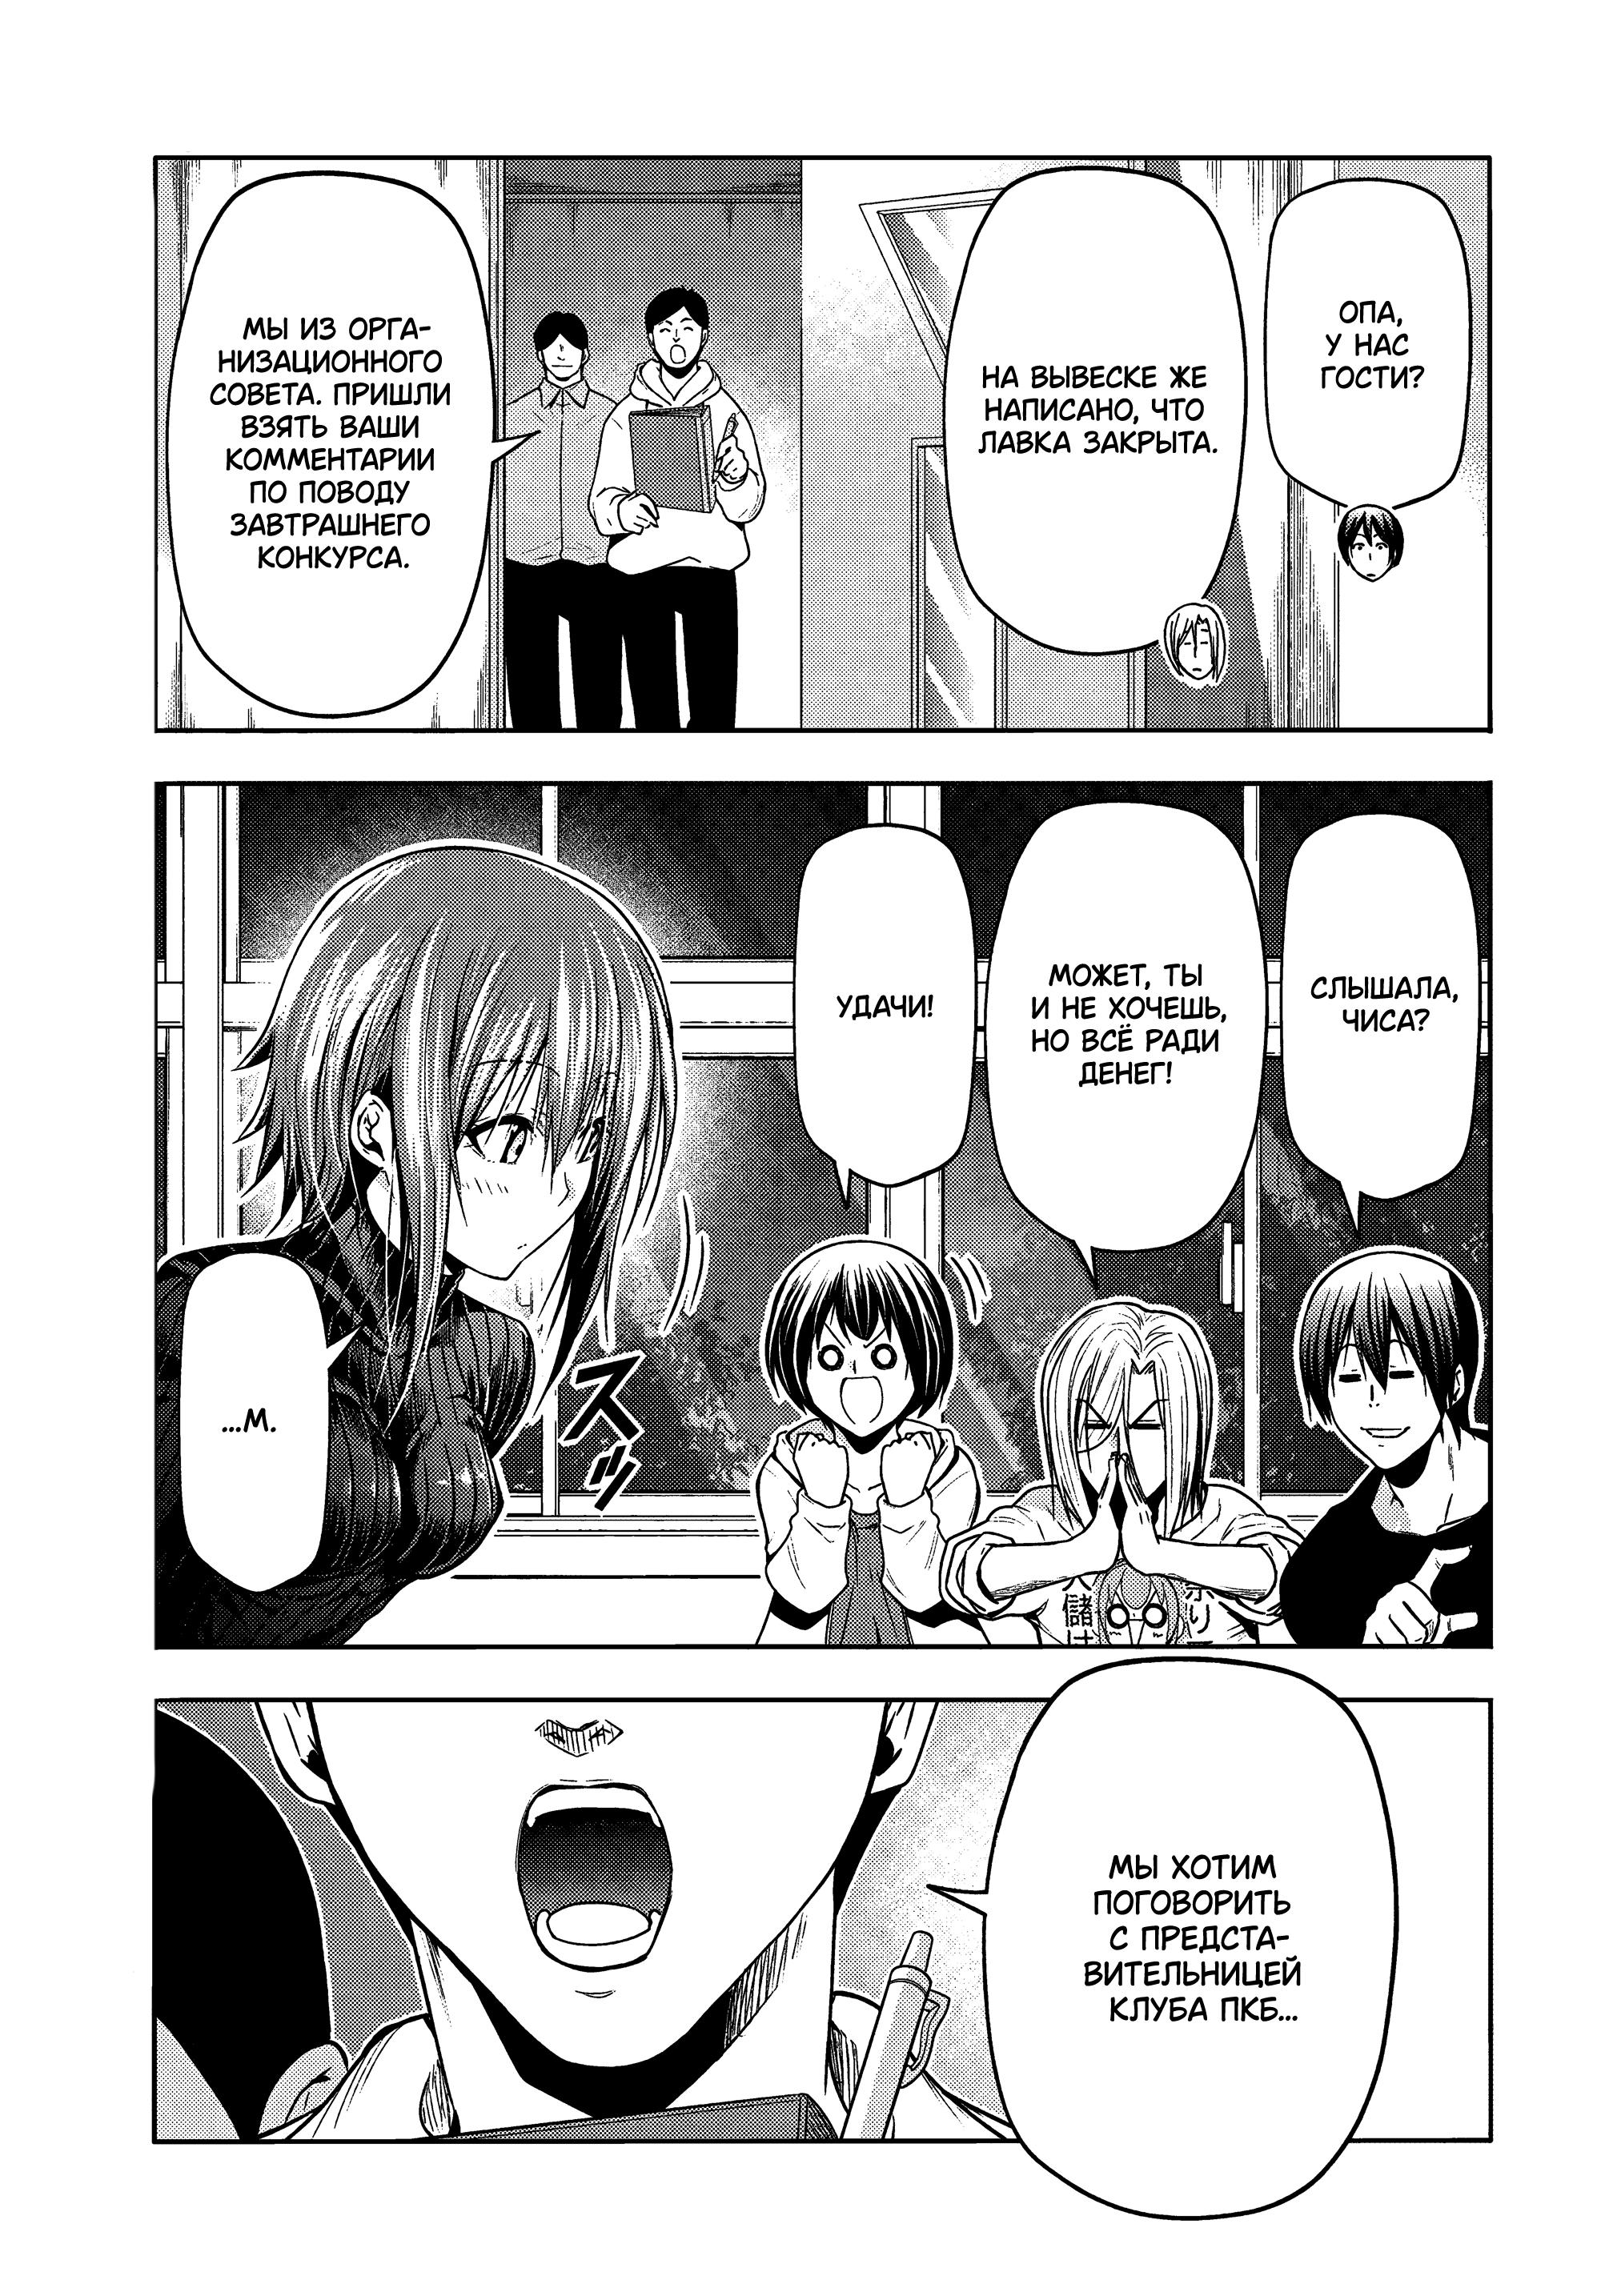 ОПА,
У НАС
ГОСТИ?
НА ВЫВЕСКЕ ЖЕ
НАПИСАНО, ЧТО
ЛАВКА ЗАКРЫТА.
МЫ ИЗ ОРГА-
НИЗАЦИОННОГО
СОВЕТА. ПРИШЛИ
ВЗЯТЬ ВАШИ
КОММЕНТАРИИ
ПО ПОВОДУ
ЗАВТРАШНЕГО
КОНКУРСА.
СЛЫШАЛА,
ЧИСА?
МОЖЕТ, ТЫ
И НЕ ХОЧЕШЬ,
НО ВСЁ РАДИ
ДЕНЕГ!
УДАЧИ!
スッ
...М.
МЫ ХОТИМ
ПОГОВОРИТЬ
С ПРЕДСТА-
ВИТЕЛЬНИЦЕЙ
КЛУБА ПКБ...